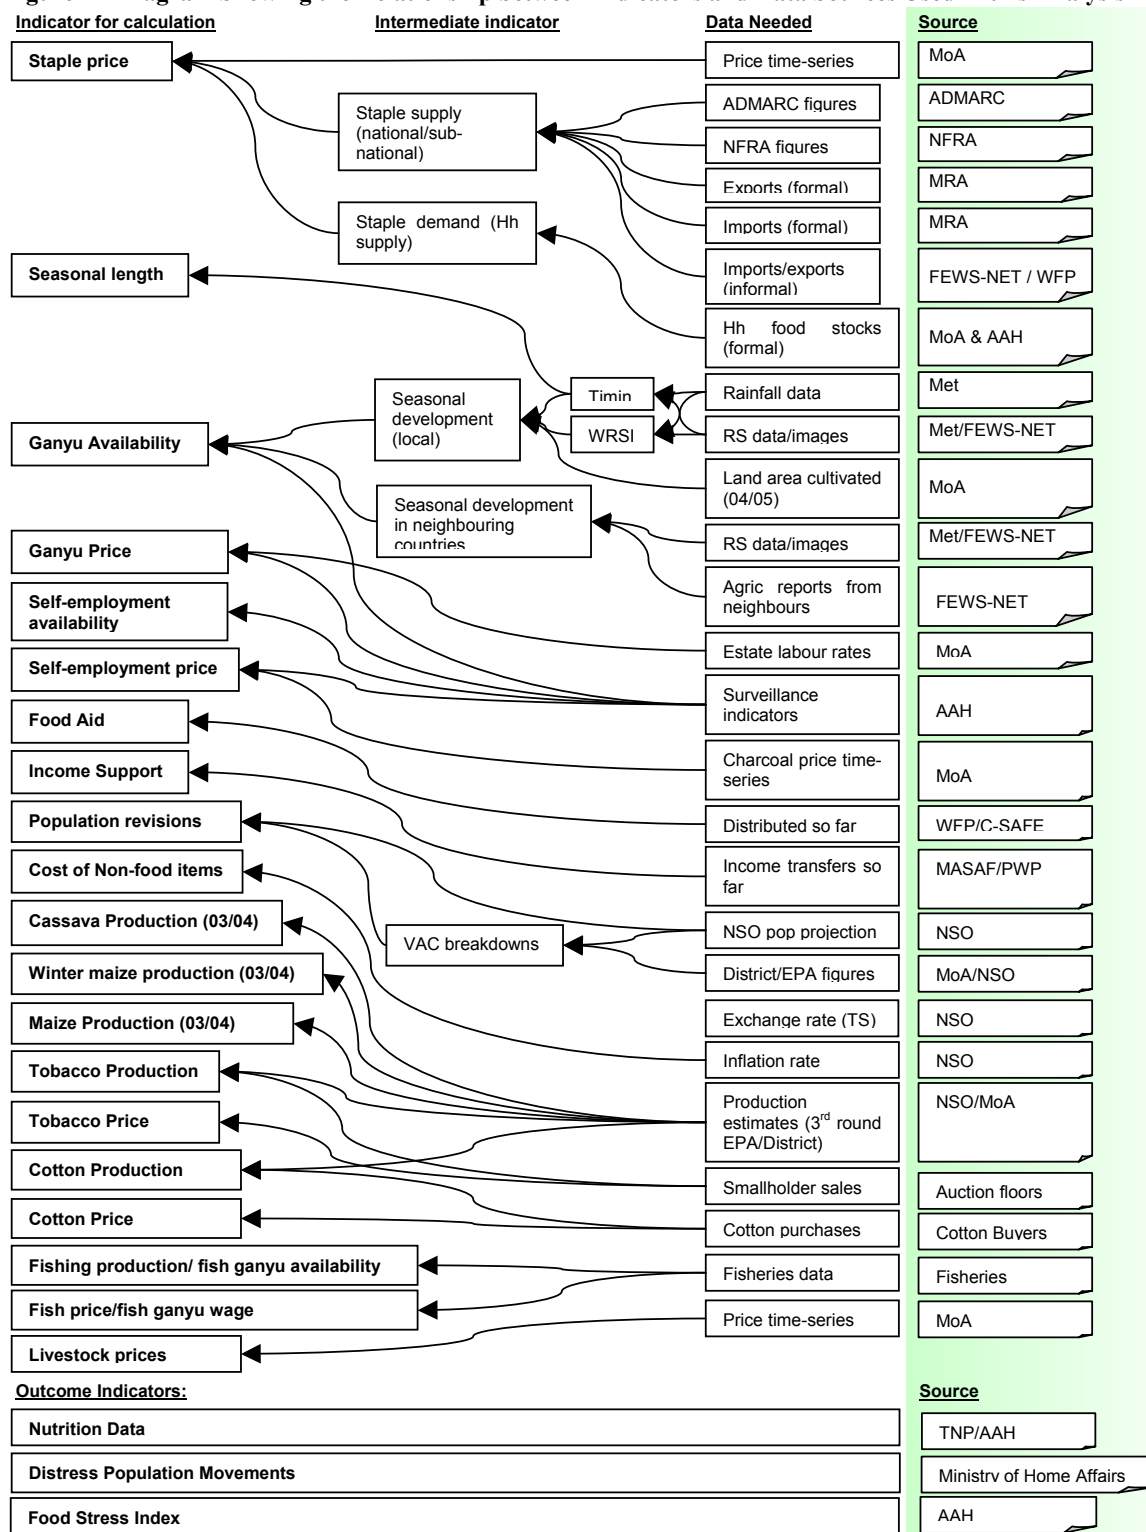 Indicator for calculation
Intermediate indicator
Data Needed
Source
Staple price
Price time-series
MoA
Staple supply
(national/sub-
national)
ADMARC figures
ADMARC
NFRA figures
NFRA
Exports (formal)
MRA
Staple demand (Hh
supply)
Imports (formal)
MRA
Seasonal length
Imports/exports
(informal)
FEWS-NET / WFP
Hh food stocks
(formal)
MoA & AAH
Seasonal
development
(local)
Timin
Rainfall data
Met
Ganyu Availability
WRSI
RS data/images
Met/FEWS-NET
Land area cultivated
(04/05)
MoA
Seasonal development
in neighbouring
countries
Ganyu Price
RS data/images
Met/FEWS-NET
Self-employment
availability
Agric reports from
neighbours
FEWS-NET
Estate labour rates
MoA
Self-employment price
Surveillance
indicators
AAH
Food Aid
Charcoal price time-
series
MoA
Income Support
Distributed so far
WFP/C-SAFE
Population revisions
Income transfers so
far
MASAF/PWP
Cost of Non-food items
Cassava Production (03/04)
VAC breakdowns
NSO pop projection
NSO
Winter maize production (03/04)
District/EPA figures
MoA/NSO
Maize Production (03/04)
Exchange rate (TS)
NSO
Tobacco Production
Inflation rate
NSO
Tobacco Price
Production
estimates (3rd round
EPA/District)
NSO/MoA
Cotton Production
Smallholder sales
Auction floors
Cotton Price
Cotton purchases
Cotton Buyers
Fishing production/ fish ganyu availability
Fisheries data
Fisheries
Fish price/fish ganyu wage
Price time-series
MoA
Livestock prices
Outcome Indicators:
Source
Nutrition Data
TNP/AAH
Distress Population Movements
Ministry of Home Affairs
Food Stress Index
AAH